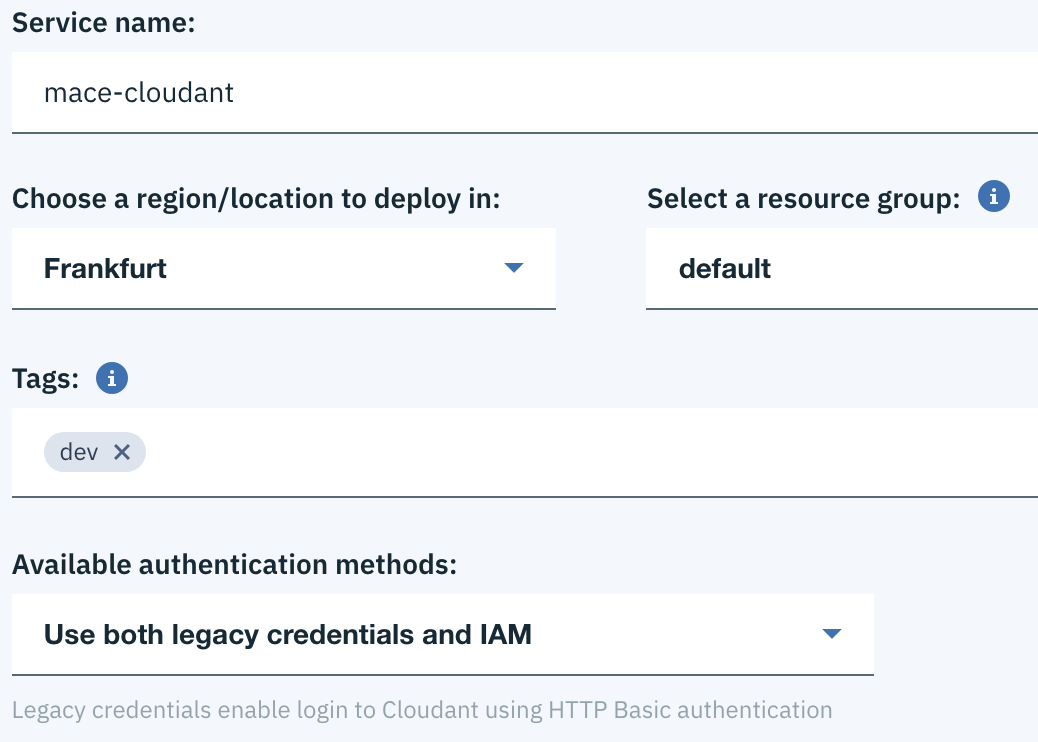 Service name:
mace-cloudant
Choose a region/location to deploy in:
Select a resource group:
Frankfurt
default
Tags:
dev
Available authentication methods:
Use both legacy credentials and IAM
Legacy credentials enable login to Cloudant using HTTP Basic authentication